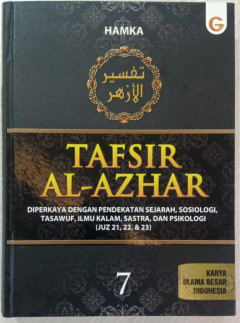 G
HAMKA
تفسير
الأزهر
TAFSIR
AL-AZHAR
DIPERKAYA DENGAN PENDEKATAN SEJARAH, SOSIOLOGI,
TASAWUF, ILMU KALAM, SASTRA, DAN PSIKOLOGI
(JUZ 21, 22, & 23)
7
KARYA
ULAMA BESAR
INDONESIA